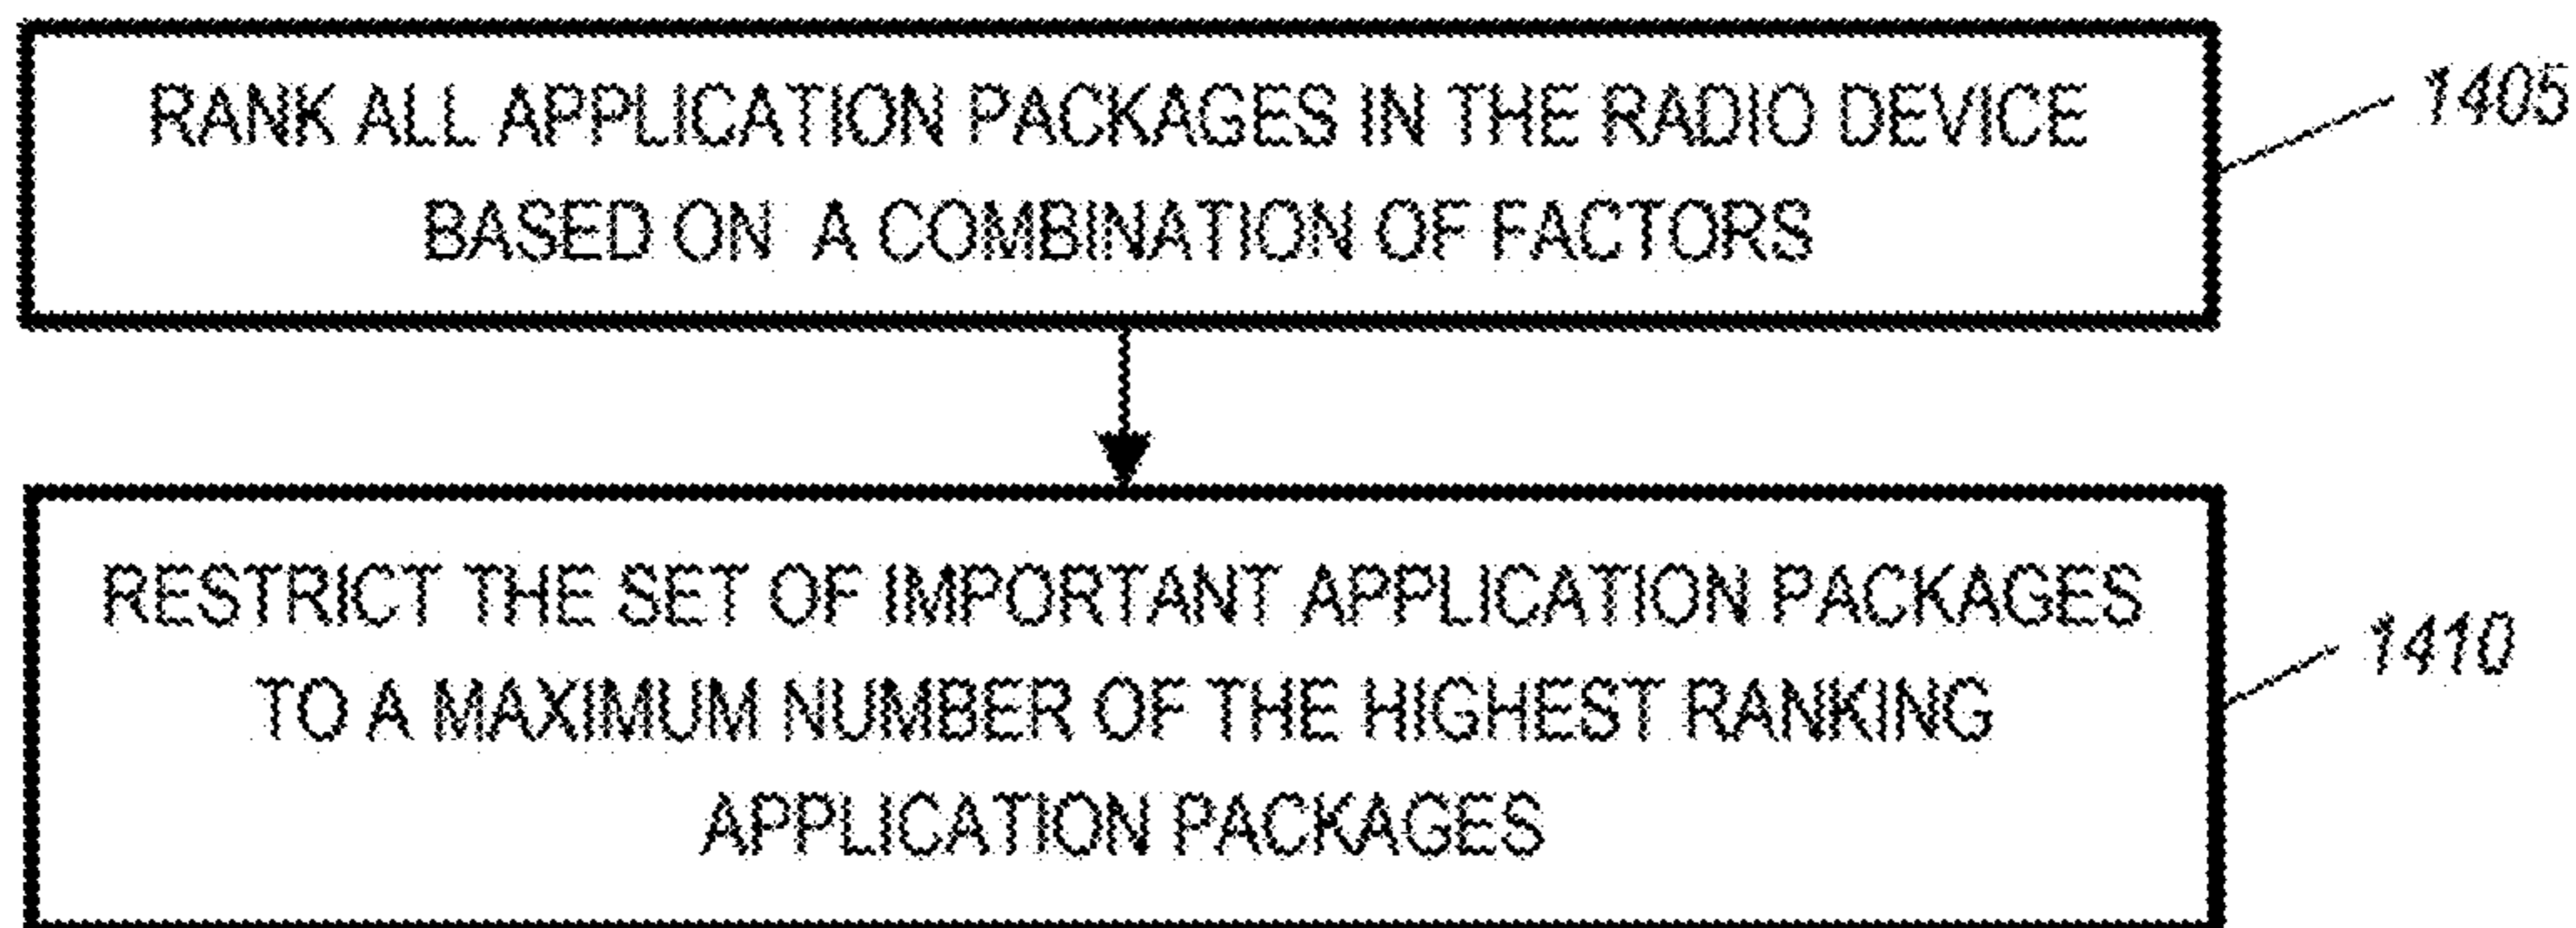 RANK ALL APPLICATION PACKAGES IN THE RADIO DEVICE
BASED ON A COMBINATION OF FACTORS
1405
RESTRICT THE SET OF IMPORTANT APPLICATION PACKAGES
TO A MAXIMUM NUMBER OF THE HIGHEST RANKING
APPLICATION PACKAGES
1410